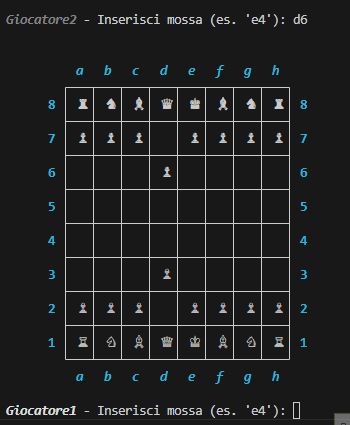 Giocatore2 - Inserisci mossa (es. 'e4'): d6
a b c d e f g h
8 ♜ ♞ ♝ ♛ ♚ ♝ ♞ ♜ 8
7 ♟ ♟ ♟ ♟ ♟ ♟ ♟ 7
6 ♟ 6
5 5
4 4
3 ♙ 3
2 ♙ ♙ ♙ ♙ ♙ ♙ ♙ 2
1 ♖ ♘ ♗ ♕ ♔ ♗ ♘ ♖ 1
a b c d e f g h
Giocatore1 - Inserisci mossa (es. 'e4'):